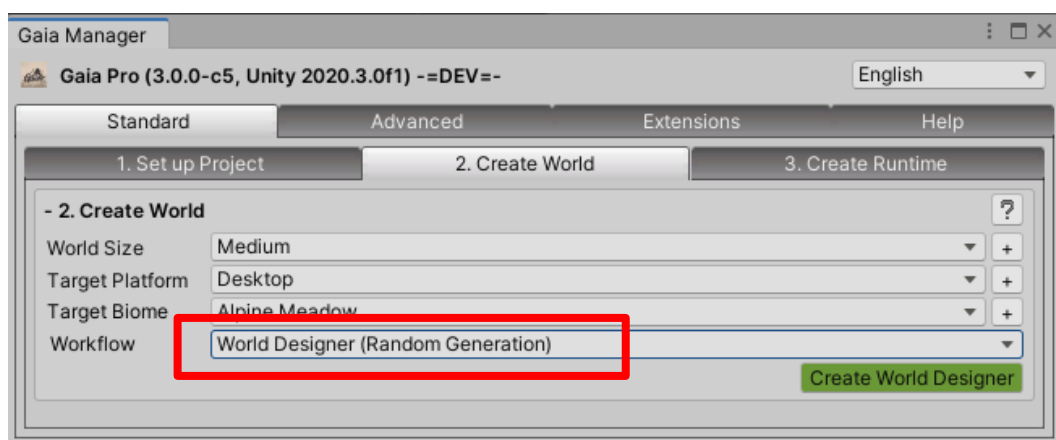 Gaia Manager
Gaia Pro (3.0.0-c5, Unity 2020.3.0f1) -=DEV=-
English
Standard
Advanced
Extensions
Help
1. Set up Project
2. Create World
3. Create Runtime
- 2. Create World
?
World Size
Medium
+
Target Platform
Desktop
+
Target Biome
Alpine Meadow
+
Workflow
World Designer (Random Generation)
Create World Designer